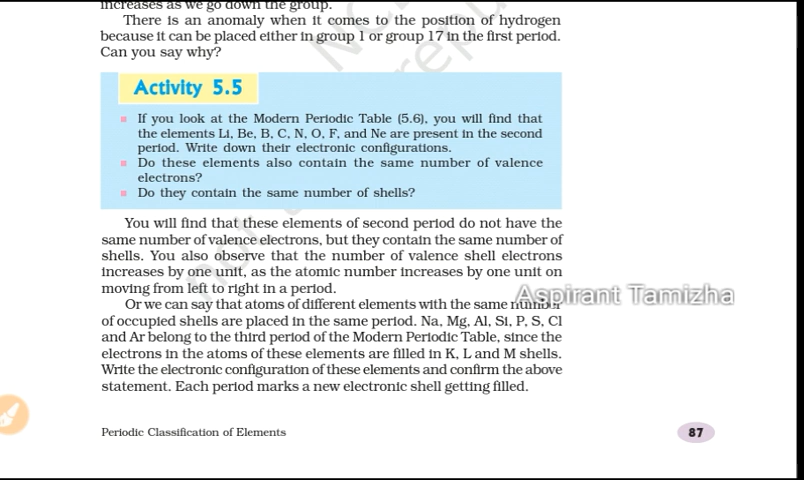 increases as we go down the group.
There is an anomaly when it comes to the position of hydrogen
because it can be placed either in group 1 or group 17 in the first period.
Can you say why?
Activity 5.5
If you look at the Modern Periodic Table (5.6), you will find that
the elements Li, Be, B, C, N, O, F, and Ne are present in the second
period. Write down their electronic configurations.
Do these elements also contain the same number of valence
electrons?
Do they contain the same number of shells?
You will find that these elements of second period do not have the
same number of valence electrons, but they contain the same number of
shells. You also observe that the number of valence shell electrons
increases by one unit, as the atomic number increases by one unit on
moving from left to right in a period.
Or we can say that atoms of different elements with the same number
Aspirant Tamizha
of occupied shells are placed in the same period. Na, Mg, Al, Si, P, S, Cl
and Ar belong to the third period of the Modern Periodic Table, since the
electrons in the atoms of these elements are filled in K, L and M shells.
Write the electronic configuration of these elements and confirm the above
statement. Each period marks a new electronic shell getting filled.
Periodic Classification of Elements
87